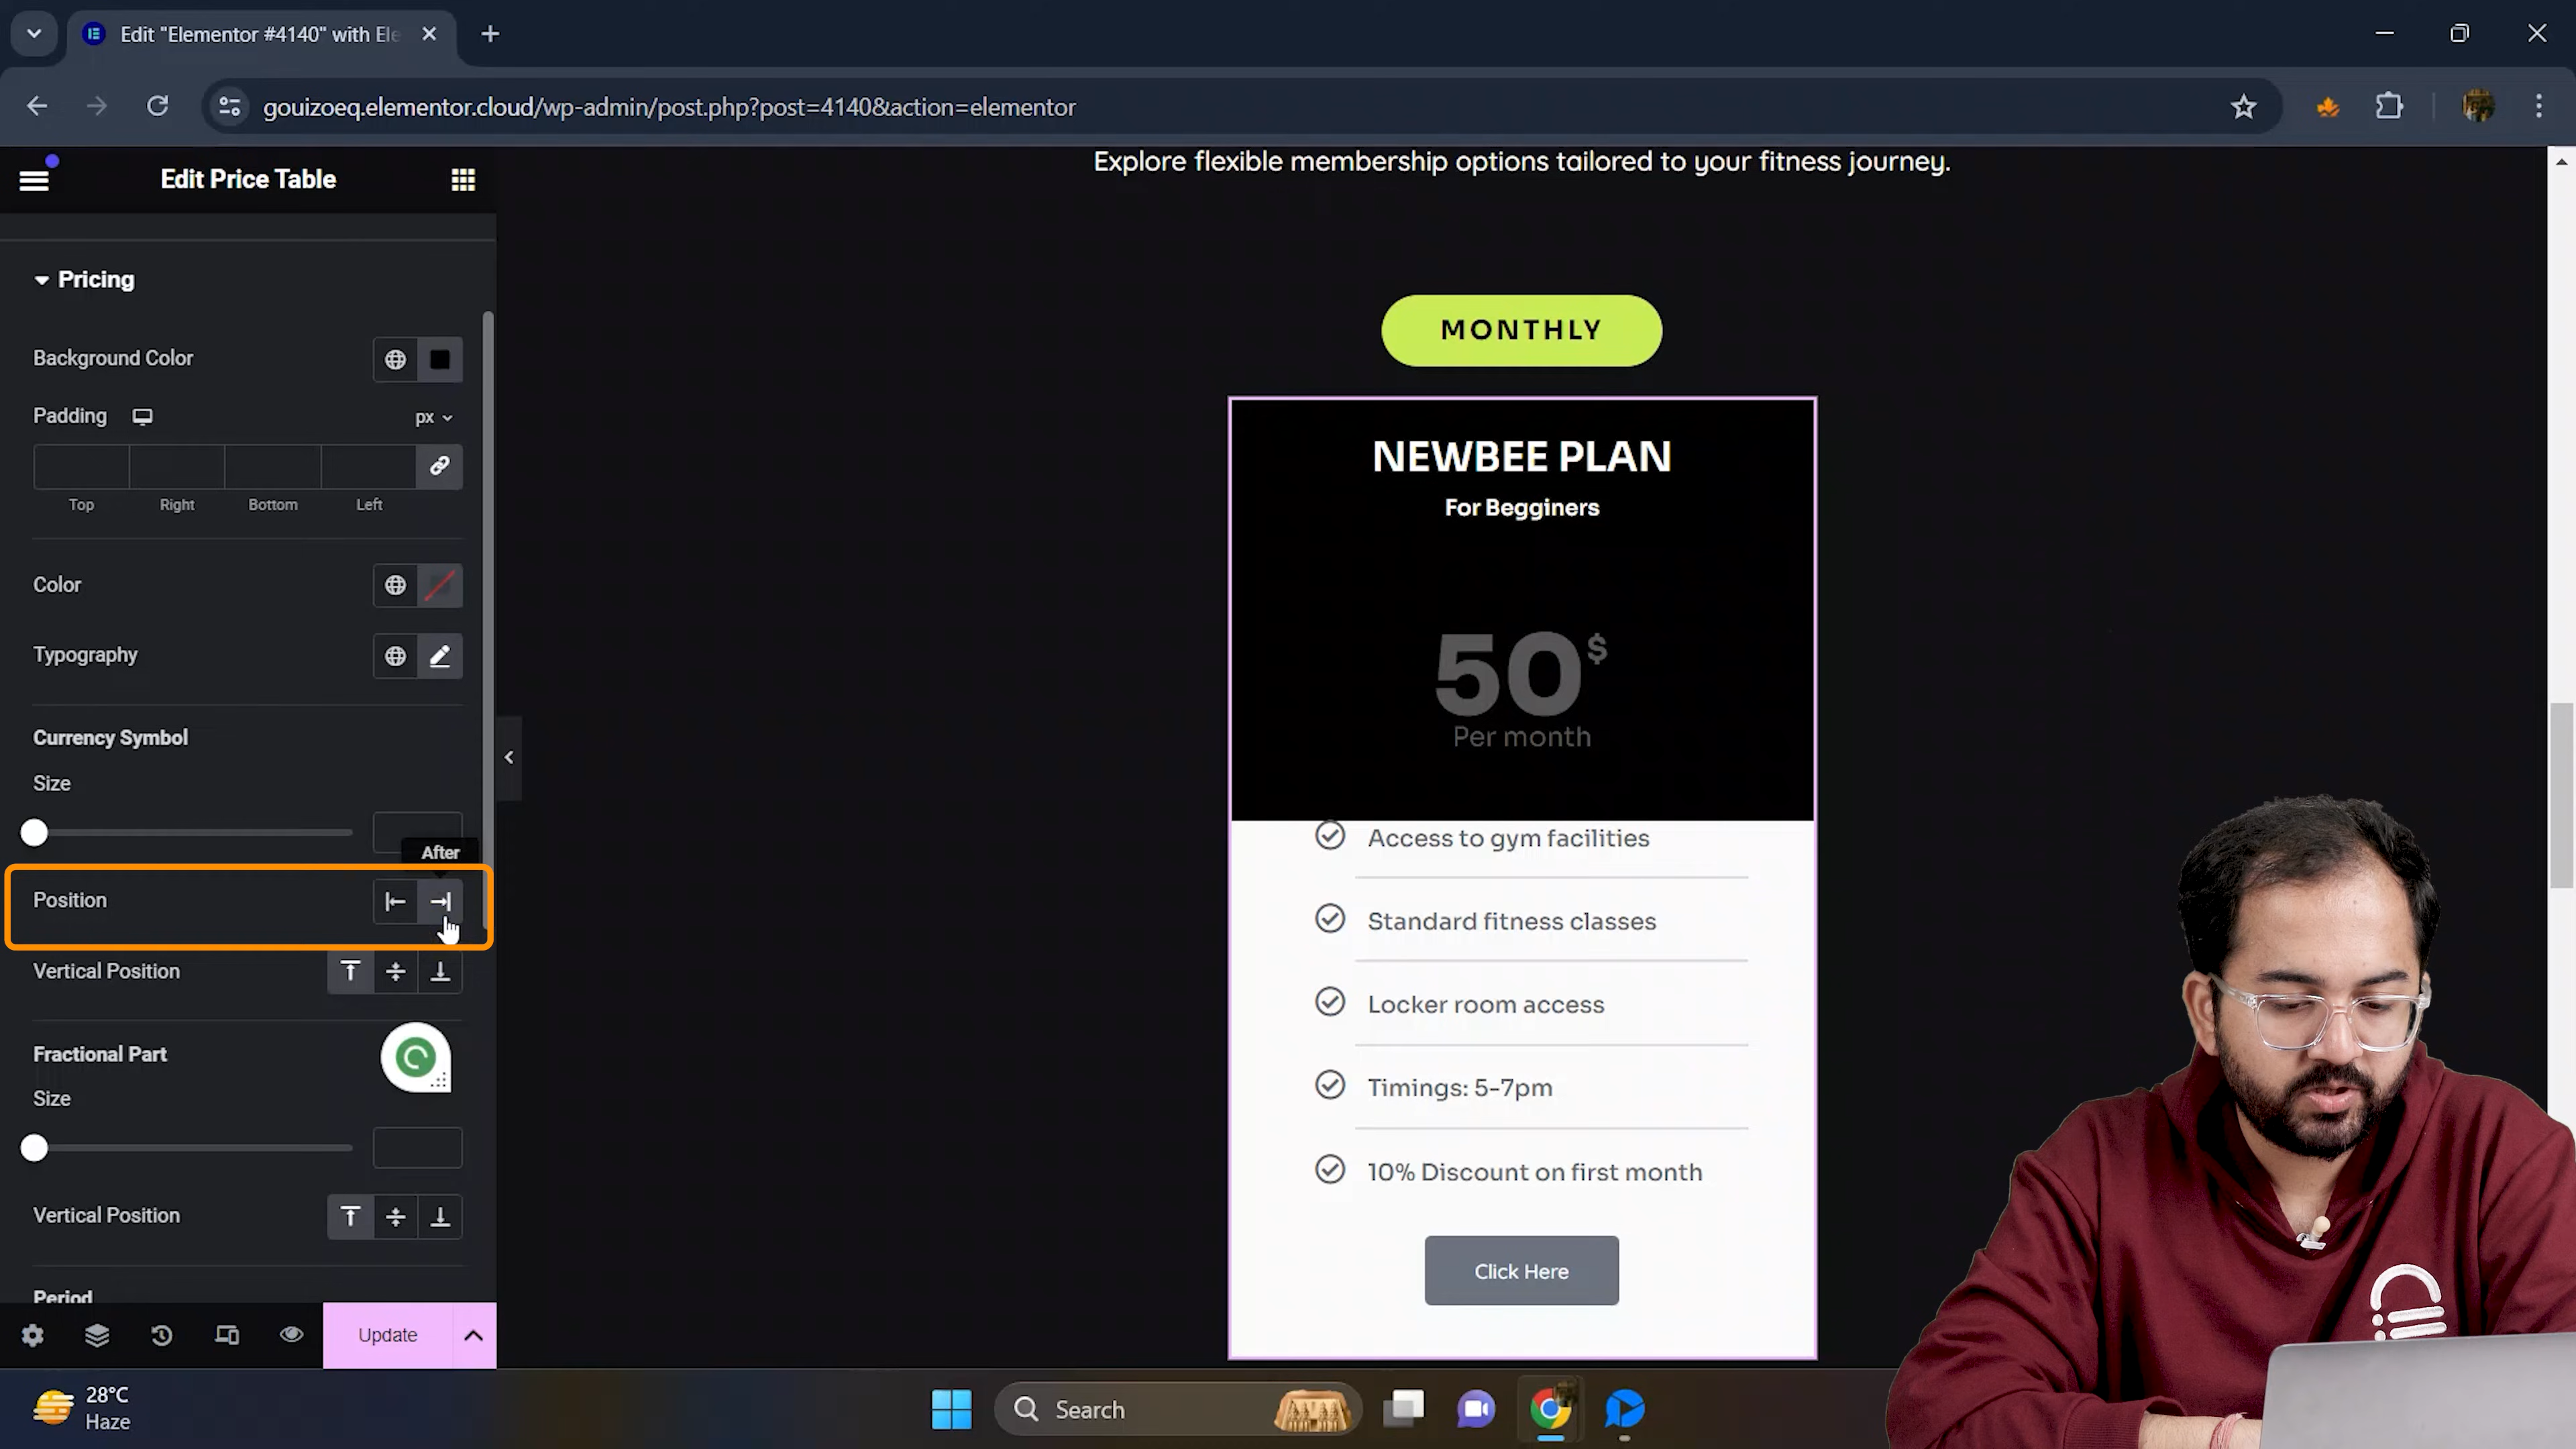 Edit "Elementor #4140" with Ele
gouizoeq.elementor.cloud/wp-admin/post.php?post=4140&action=elementor
Edit Price Table
Pricing
Background Color
Padding
px
Top
Right
Bottom
Left
Color
Typography
Currency Symbol
Size
After
Position
Vertical Position
Fractional Part
Size
Vertical Position
Period
Update
Explore flexible membership options tailored to your fitness journey.
MONTHLY
NEWBEE PLAN
For Begginers
50$
Per month
Access to gym facilities
Standard fitness classes
Locker room access
Timings: 5-7pm
10% Discount on first month
Click Here
28°C
Haze
Search